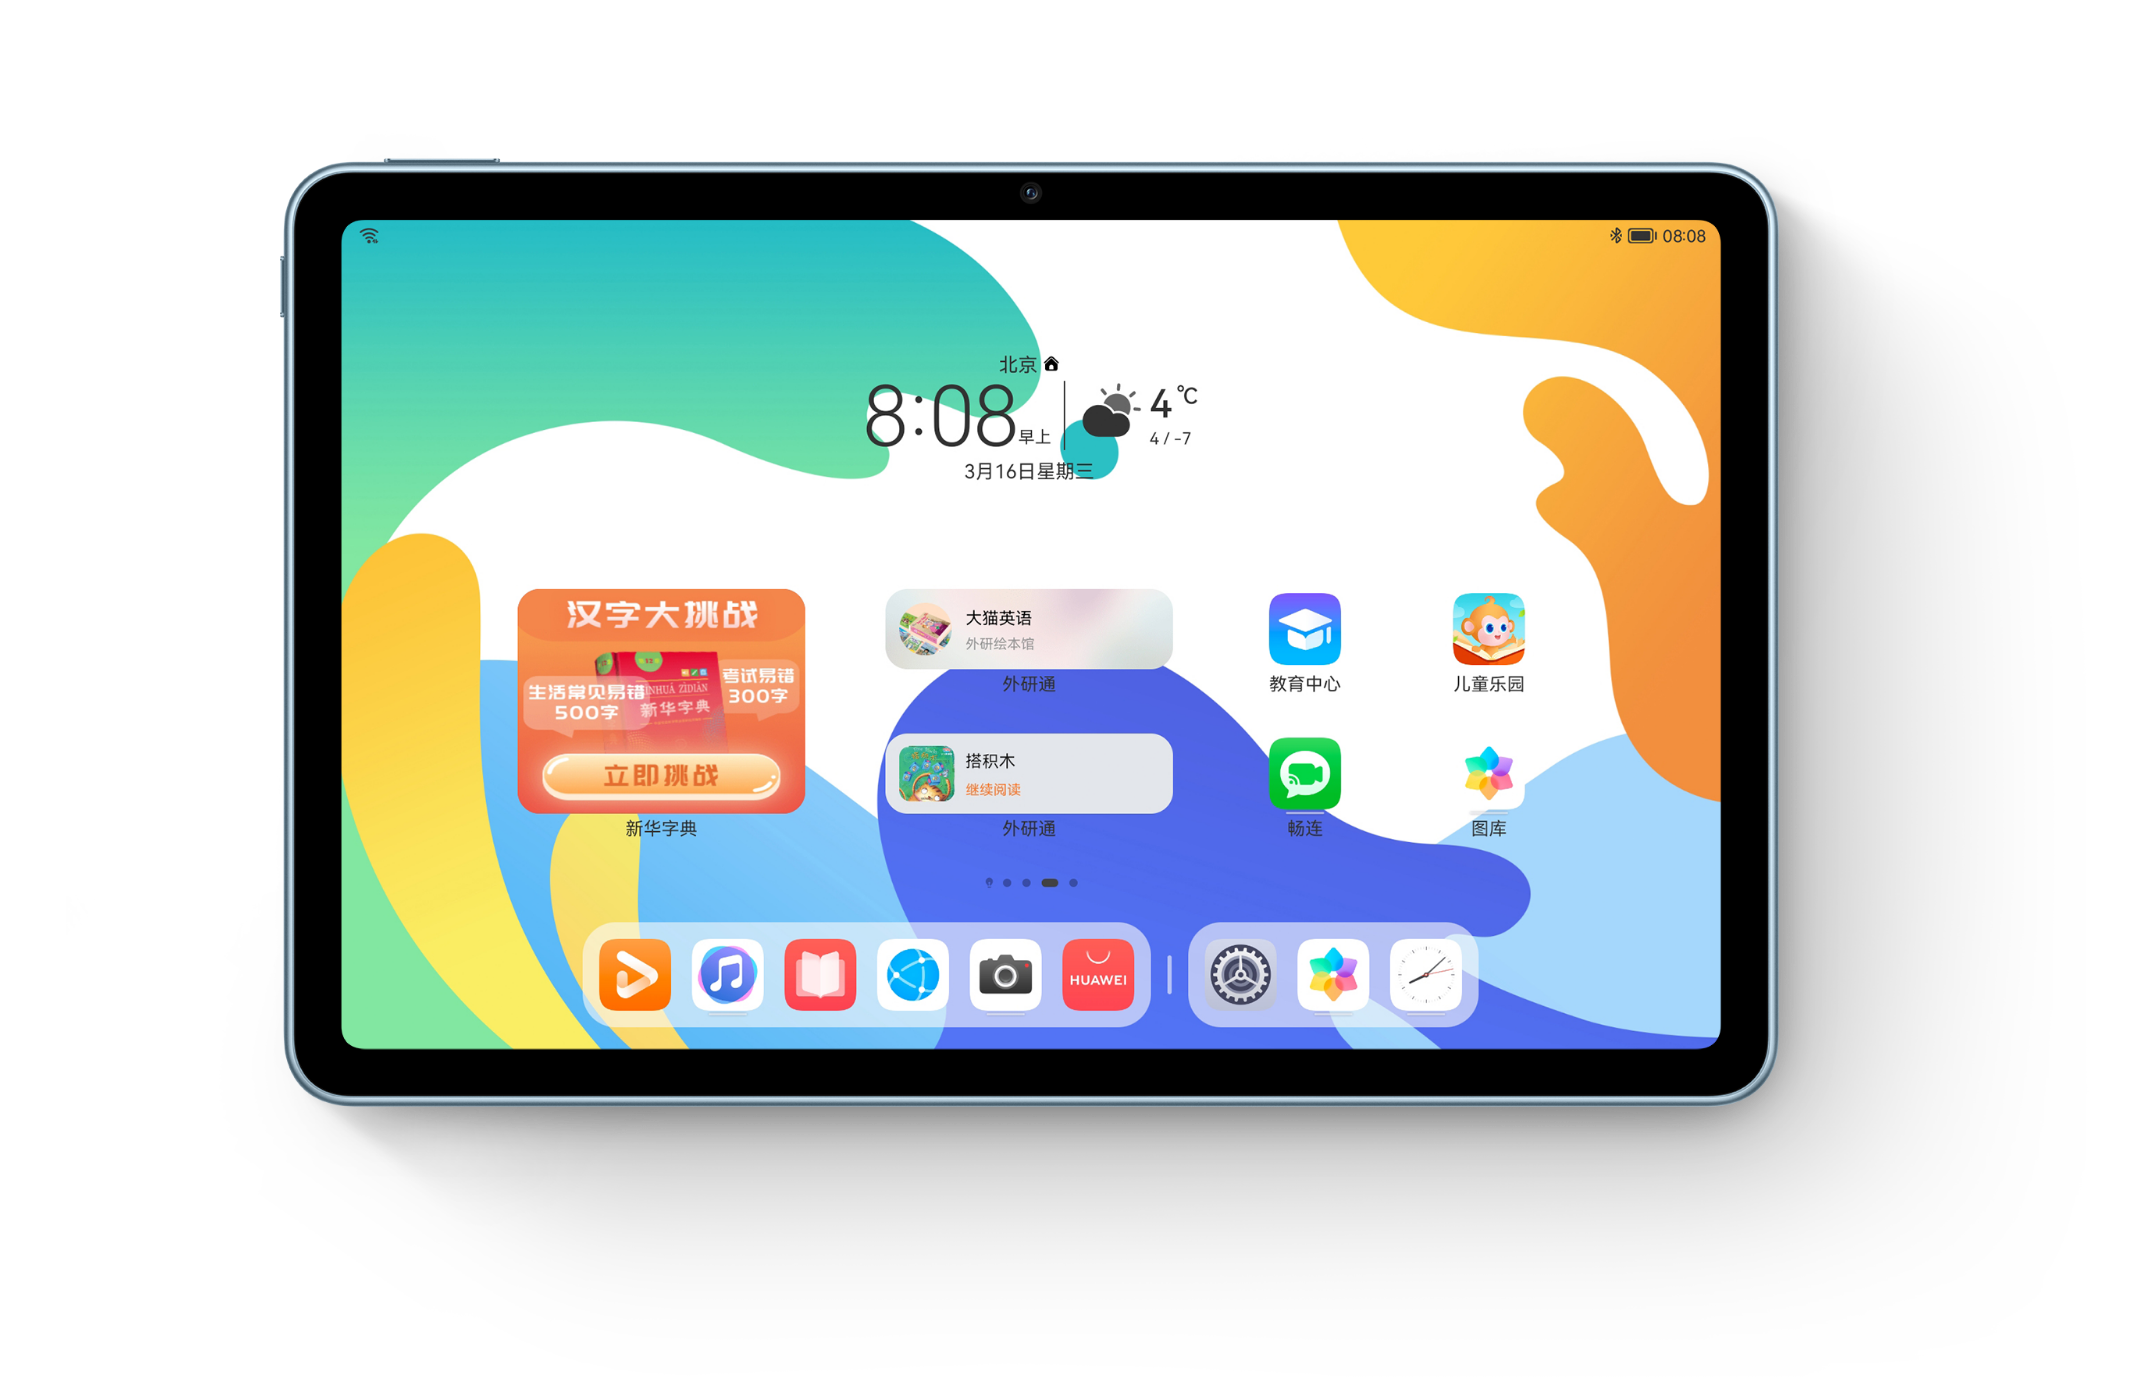 08:08
北京
8:08 早上
4℃
4 / -7
3月16日星期三
汉字大挑战
生活常见易错
500字
考试易错
300字
XINHUA ZIDIAN
新华字典
立即挑战
新华字典
大猫英语
外研绘本馆
外研通
搭积木
继续阅读
外研通
教育中心
儿童乐园
畅连
图库
HUAWEI